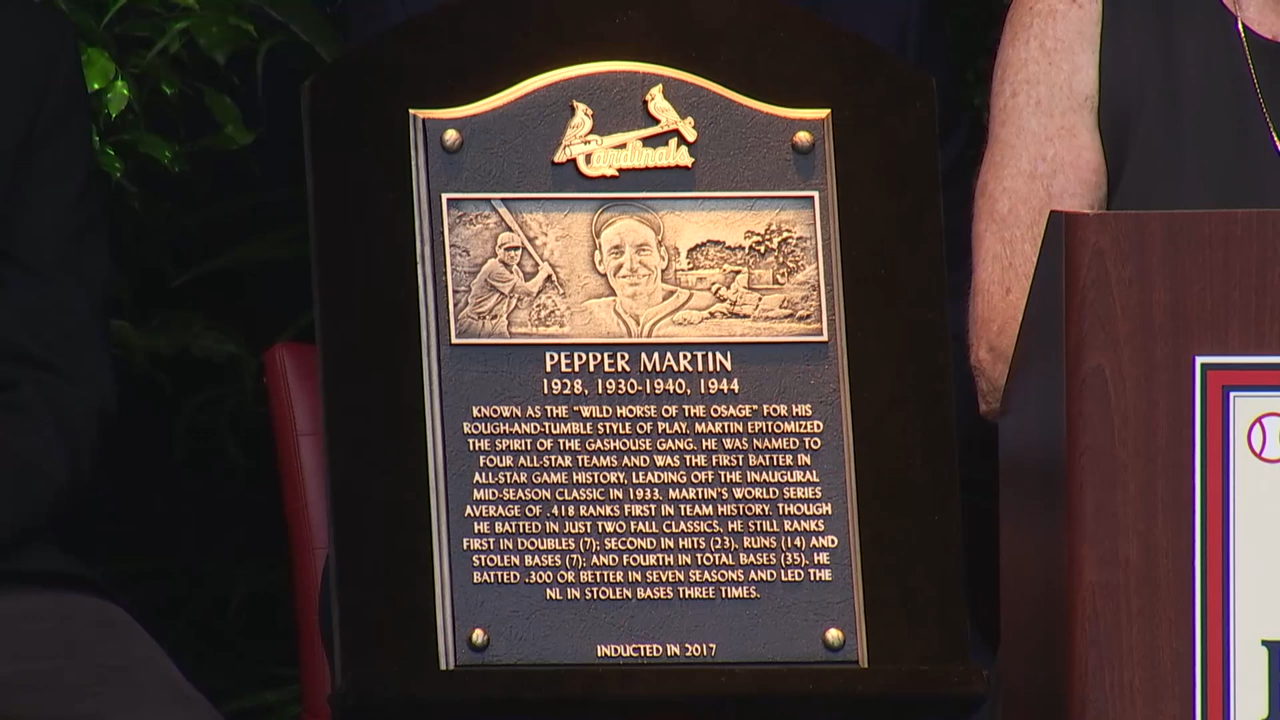 Cardinals
PEPPER MARTIN
1928, 1930-1940, 1944
KNOWN AS THE "WILD HORSE OF THE OSAGE" FOR HIS
ROUGH-AND-TUMBLE STYLE OF PLAY, MARTIN EPITOMIZED
THE SPIRIT OF THE GASHOUSE GANG. HE WAS NAMED TO
FOUR ALL-STAR TEAMS AND WAS THE FIRST BATTER IN
ALL-STAR GAME HISTORY, LEADING OFF THE INAUGURAL
MID-SEASON CLASSIC IN 1933. MARTIN'S WORLD SERIES
AVERAGE OF .418 RANKS FIRST IN TEAM HISTORY. THOUGH
HE BATTED IN JUST TWO FALL CLASSICS, HE STILL RANKS
FIRST IN DOUBLES (7); SECOND IN HITS (23), RUNS (14) AND
STOLEN BASES (7); AND FOURTH IN TOTAL BASES (35). HE
BATTED .300 OR BETTER IN SEVEN SEASONS AND LED THE
NL IN STOLEN BASES THREE TIMES.
INDUCTED IN 2017